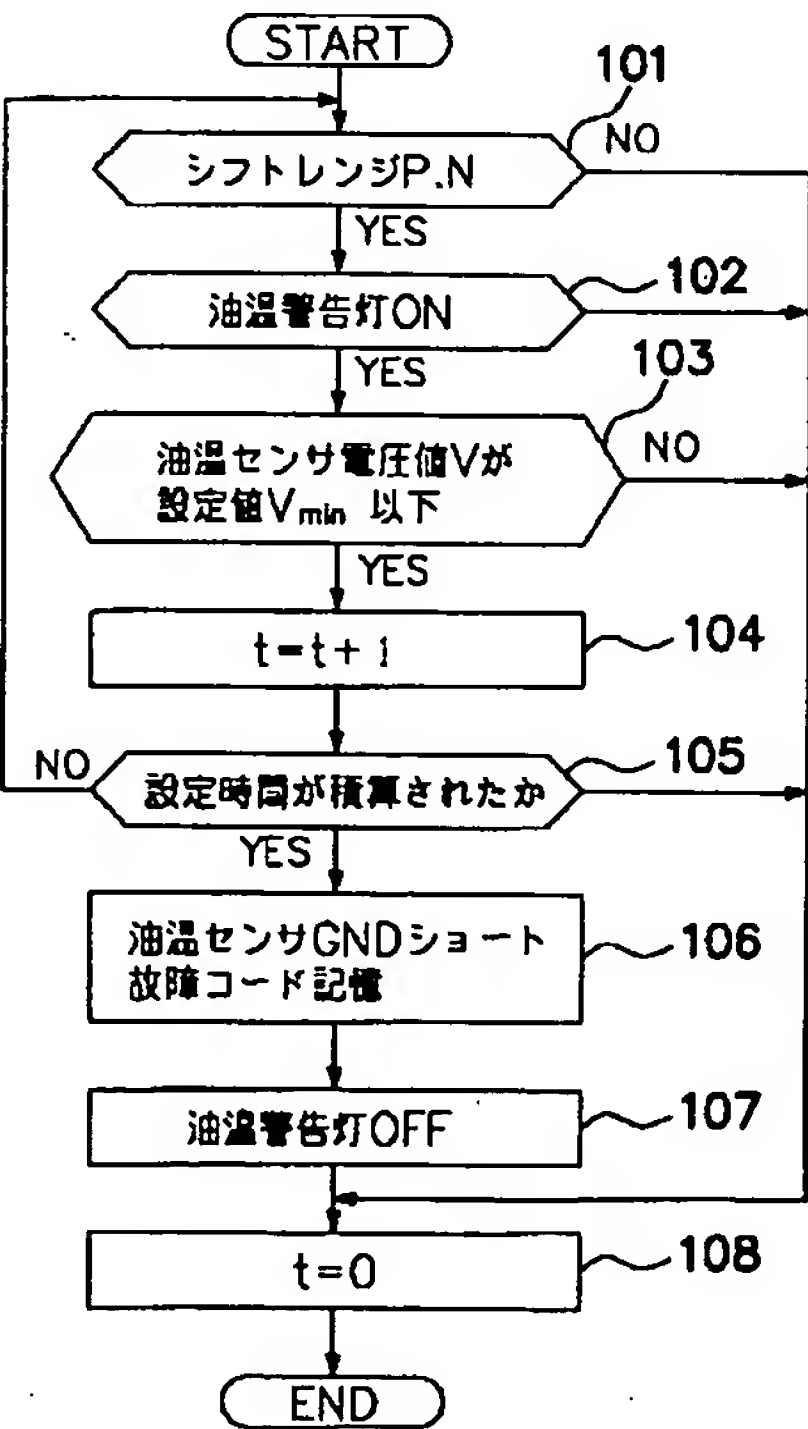 START
101
シフトレンジP.N
NO
YES
油温警告灯ON
102
YES
103
油温センサ電圧値Vが
設定値Vmin 以下
NO
YES
t=t+1
104
NO
設定時間が積算されたか
105
YES
油温センサGNDショート
故障コード記憶
106
油温警告灯OFF
107
t=0
108
END